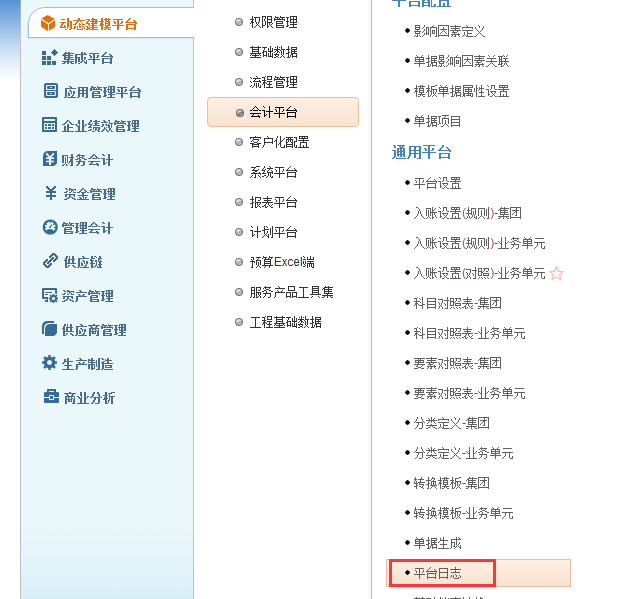 动态建模平台
集成平台
应用管理平台
企业绩效管理
财务会计
资金管理
管理会计
供应链
资产管理
供应商管理
生产制造
商业分析
权限管理
基础数据
流程管理
会计平台
客户化配置
系统平台
报表平台
计划平台
预算Excel端
服务产品工具集
工程基础数据
平台配置
影响因素定义
单据影响因素关联
模板单据属性设置
单据项目
通用平台
平台设置
入账设置(规则)-集团
入账设置(规则)-业务单元
入账设置(对照)-业务单元
科目对照表-集团
科目对照表-业务单元
要素对照表-集团
要素对照表-业务单元
分类定义-集团
分类定义-业务单元
转换模板-集团
转换模板-业务单元
单据生成
平台日志